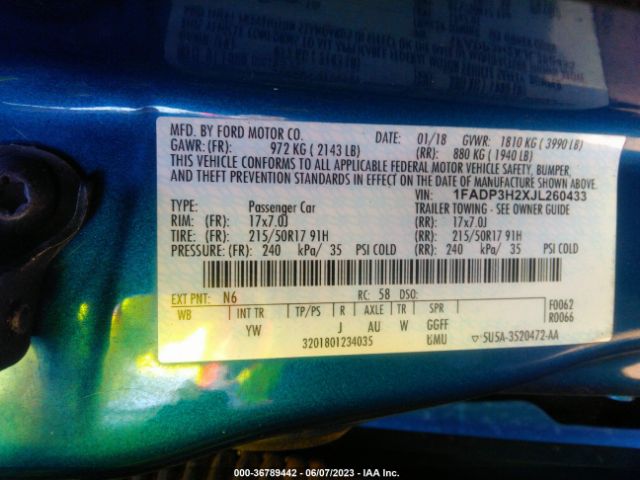 MFD. BY FORD MOTOR CO. DATE: 01/18 GVWR: 1810 KG ( 3990 LB)
GAWR: (FR): 972 KG ( 2143 LB) (RR): 880 KG ( 1940 LB)
THIS VEHICLE CONFORMS TO ALL APPLICABLE FEDERAL MOTOR VEHICLE SAFETY, BUMPER,
AND THEFT PREVENTION STANDARDS IN EFFECT ON THE DATE OF MANUFACTURE SHOWN ABOVE.
VIN: 1FADP3H2XJL260433
TYPE: Passenger Car TRAILER TOWING - SEE OWNER GUIDE
RIM: (FR): 17x7.0J (RR): 17x7.0J
TIRE: (FR): 215/50R17 91H (RR): 215/50R17 91H
PRESSURE: (FR): 240 kPa/ 35 PSI COLD (RR): 240 kPa/ 35 PSI COLD
EXT PNT: N6 RC: 58 DSO: F0062
WB INT TR TP/PS R AXLE TR SPR R0066
YW J AU W GGFF
3201801234035 BMU ▽ 5U5A-3520472-AA
000-36789442 - 06/07/2023 - IAA Inc.